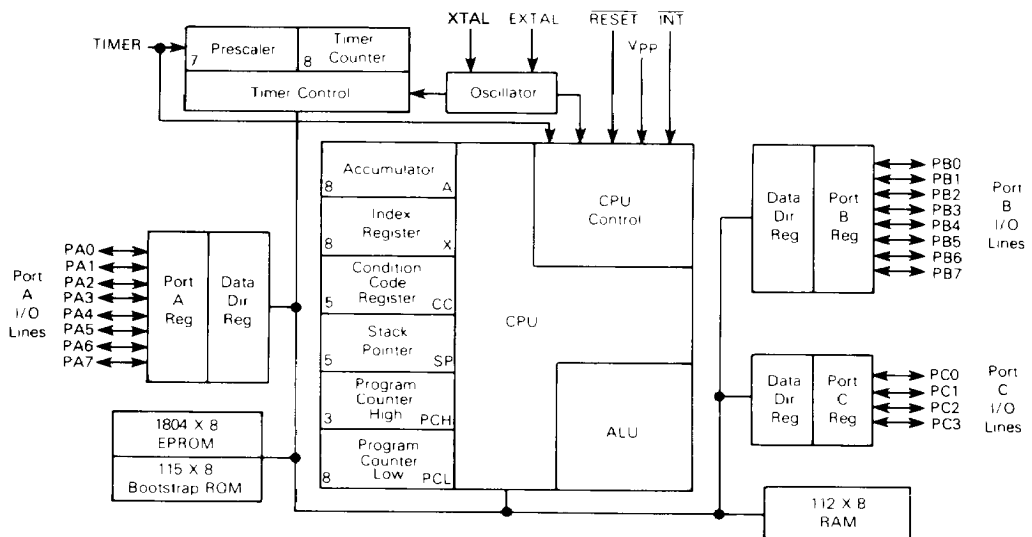 XTAL EXTAL RESET INT
TIMER
Prescaler
7
Timer
Counter
8
VPP
Timer Control
Oscillator
Accumulator
8 A
Index
Register
8 X
Condition
Code
Register
5 CC
Stack
Pointer
5 SP
Program
Counter
High
3 PCH
Program
Counter
Low
8 PCL
CPU
CPU
Control
ALU
Port
A
I/O
Lines
PA0
PA1
PA2
PA3
PA4
PA5
PA6
PA7
Port
A
Reg
Data
Dir
Reg
1804 X 8
EPROM
115 X 8
Bootstrap ROM
Data
Dir
Reg
Port
B
Reg
PB0
PB1
PB2
PB3
PB4
PB5
PB6
PB7
Port
B
I/O
Lines
Data
Dir
Reg
Port
C
Reg
PC0
PC1
PC2
PC3
Port
C
I/O
Lines
112 X 8
RAM